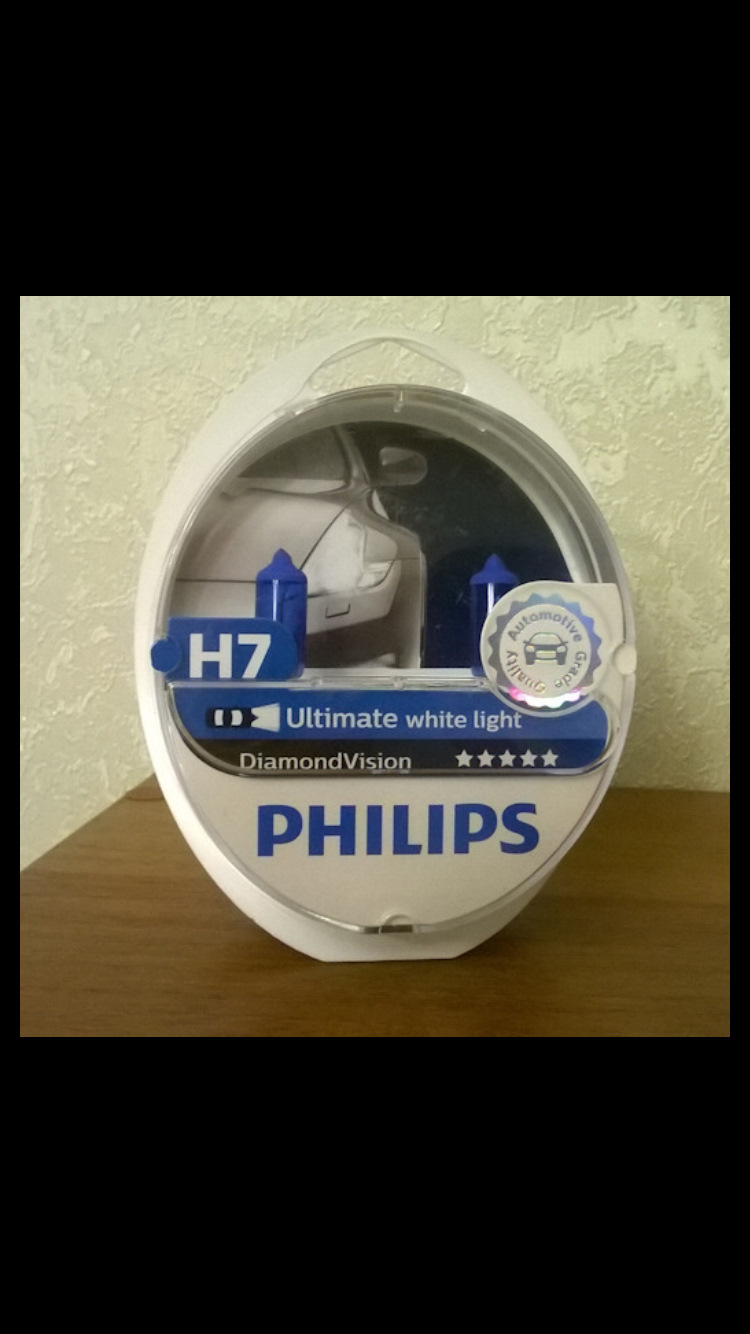 H7
Automotive Grade Quality
Ultimate white light
DiamondVision
PHILIPS